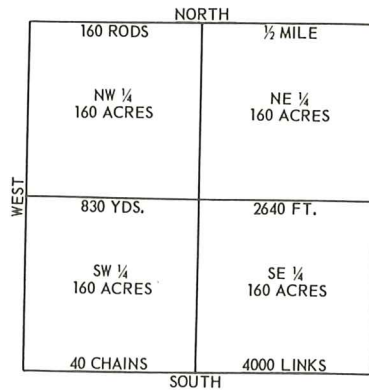 NORTH
160 RODS
½ MILE
NW ¼
160 ACRES
NE ¼
160 ACRES
WEST
830 YDS.
2640 FT.
SW ¼
160 ACRES
SE ¼
160 ACRES
40 CHAINS
4000 LINKS
SOUTH